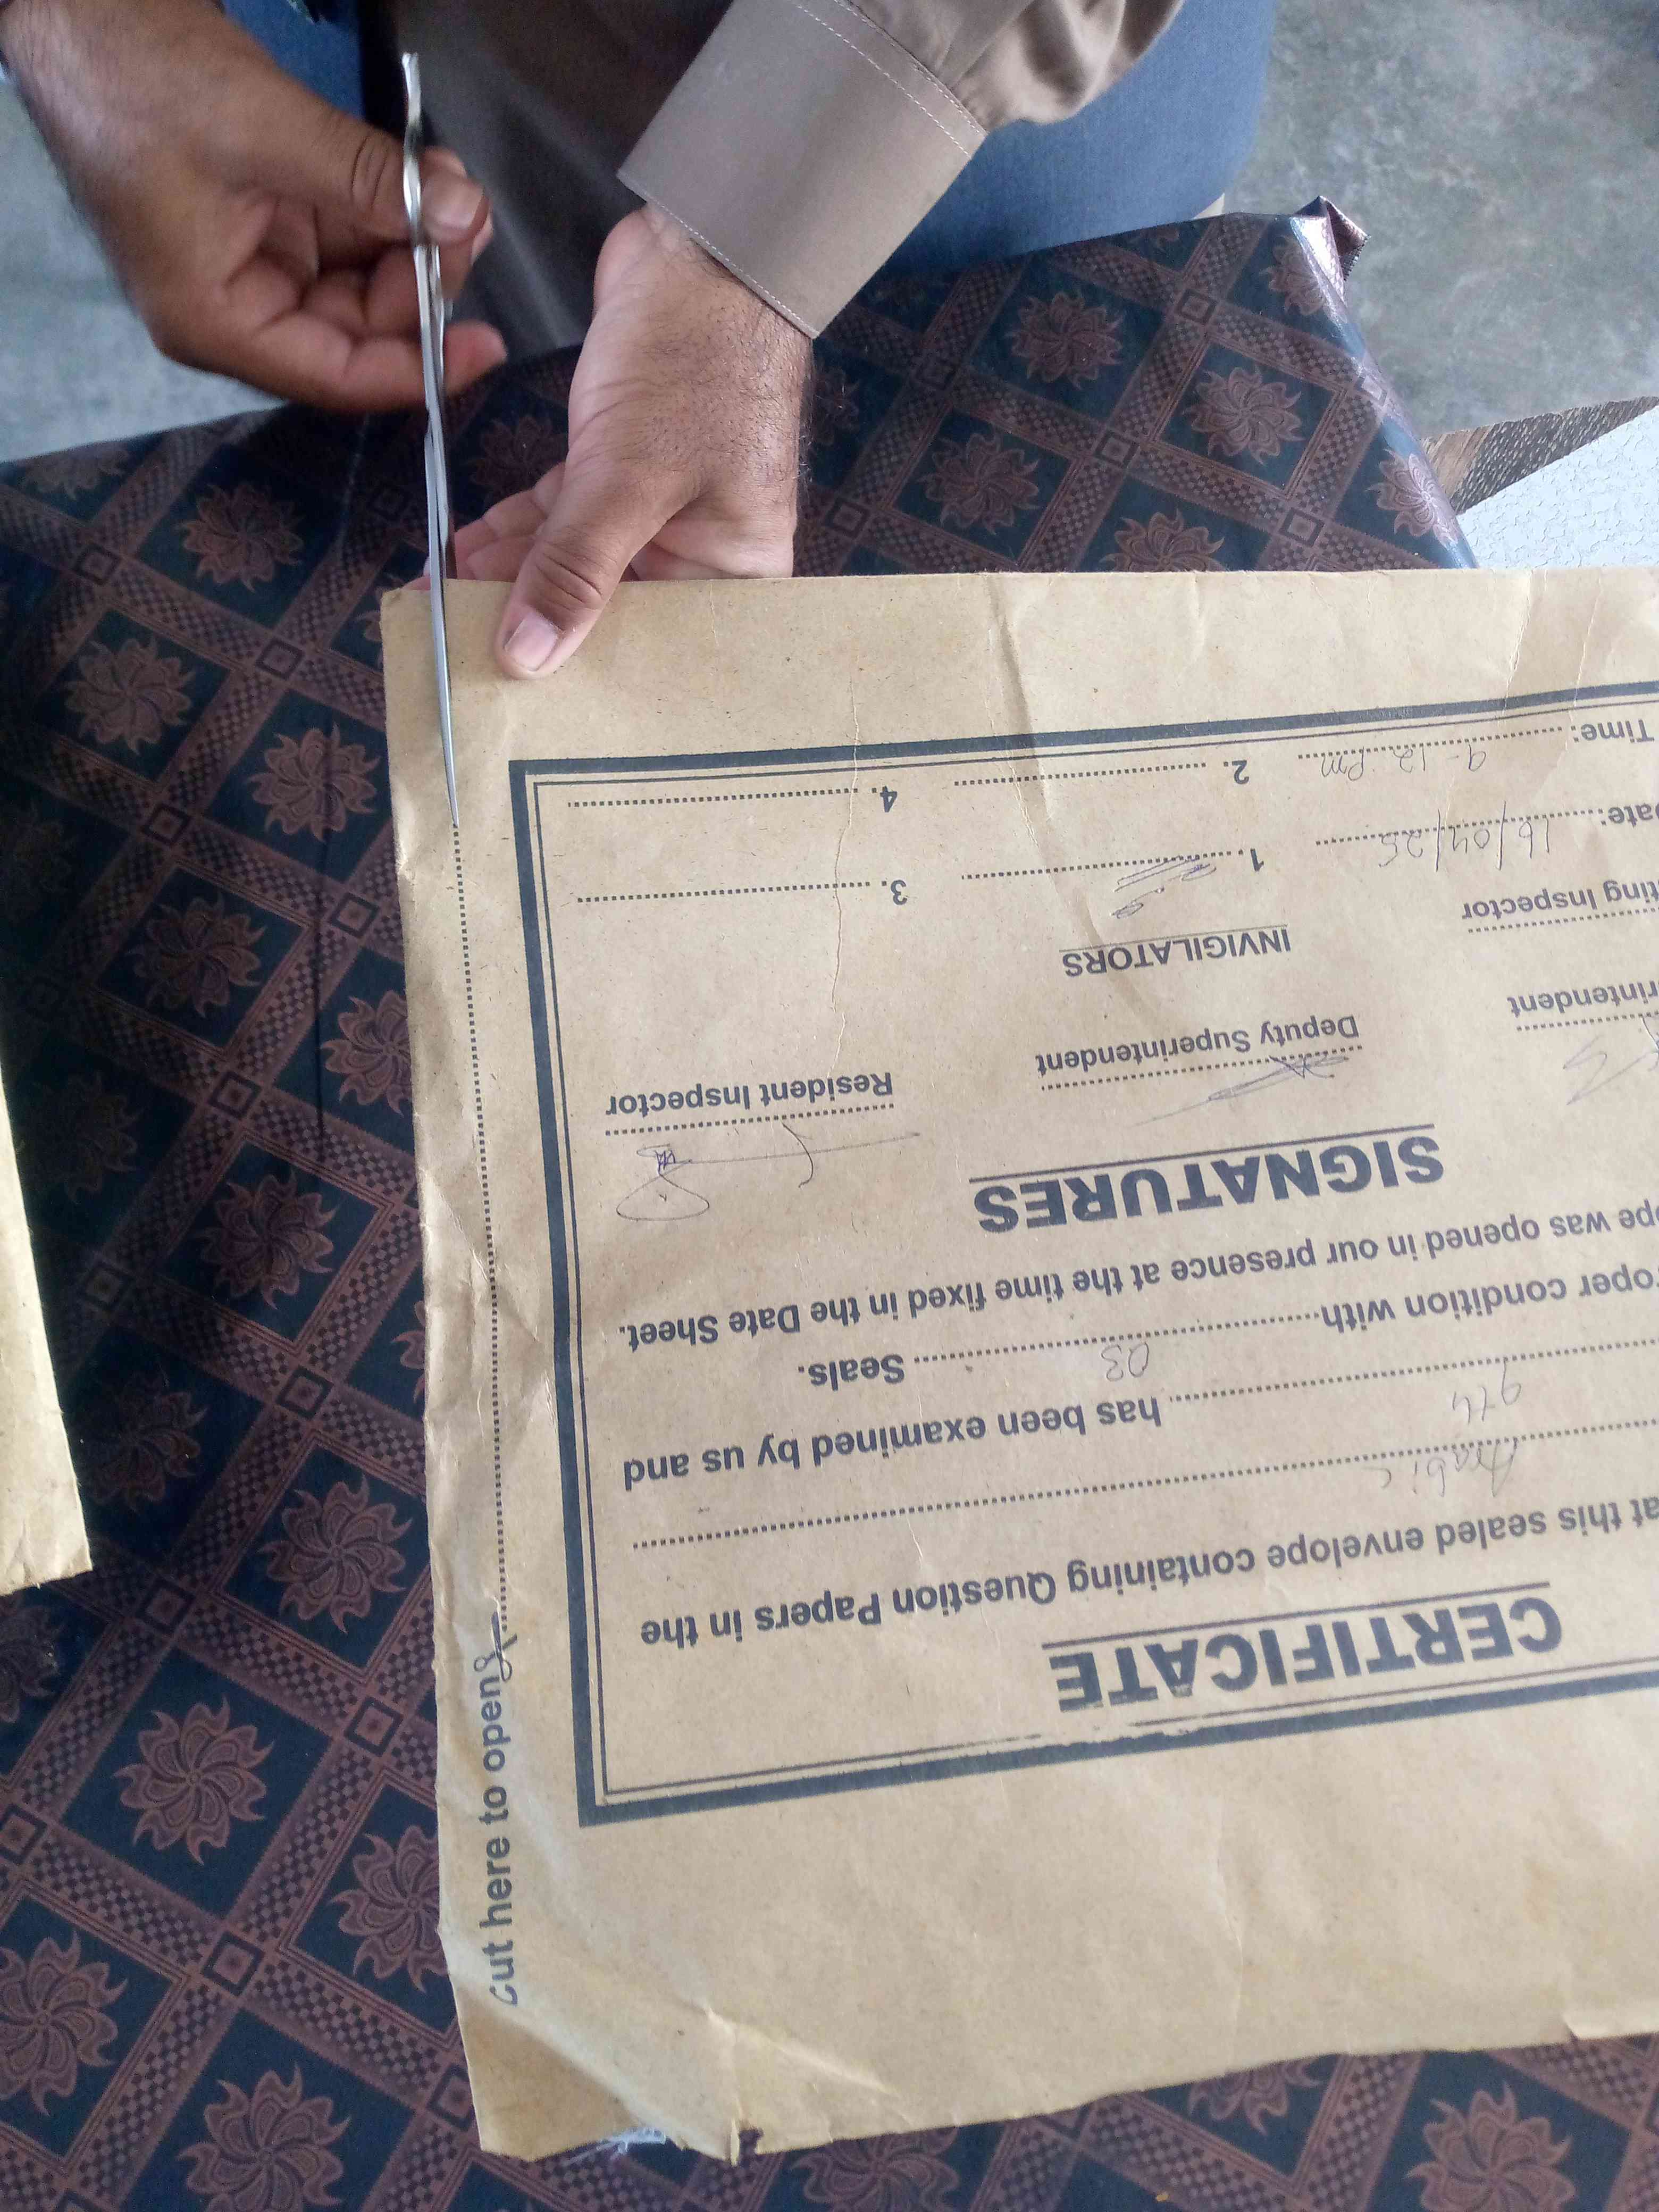 CERTIFICATE
at this sealed envelope containing Question Papers in the
Arabic
9th has been examined by us and
roper condition with 03 Seals.
ope was opened in our presence at the time fixed in the Date Sheet.
SIGNATURES
rintendent Deputy Superintendent Resident Inspector
ting Inspector INVIGILATORS
Date: 16/04/25 1. 3.
Time: 9-12 Pm 2. 4.
Cut here to open